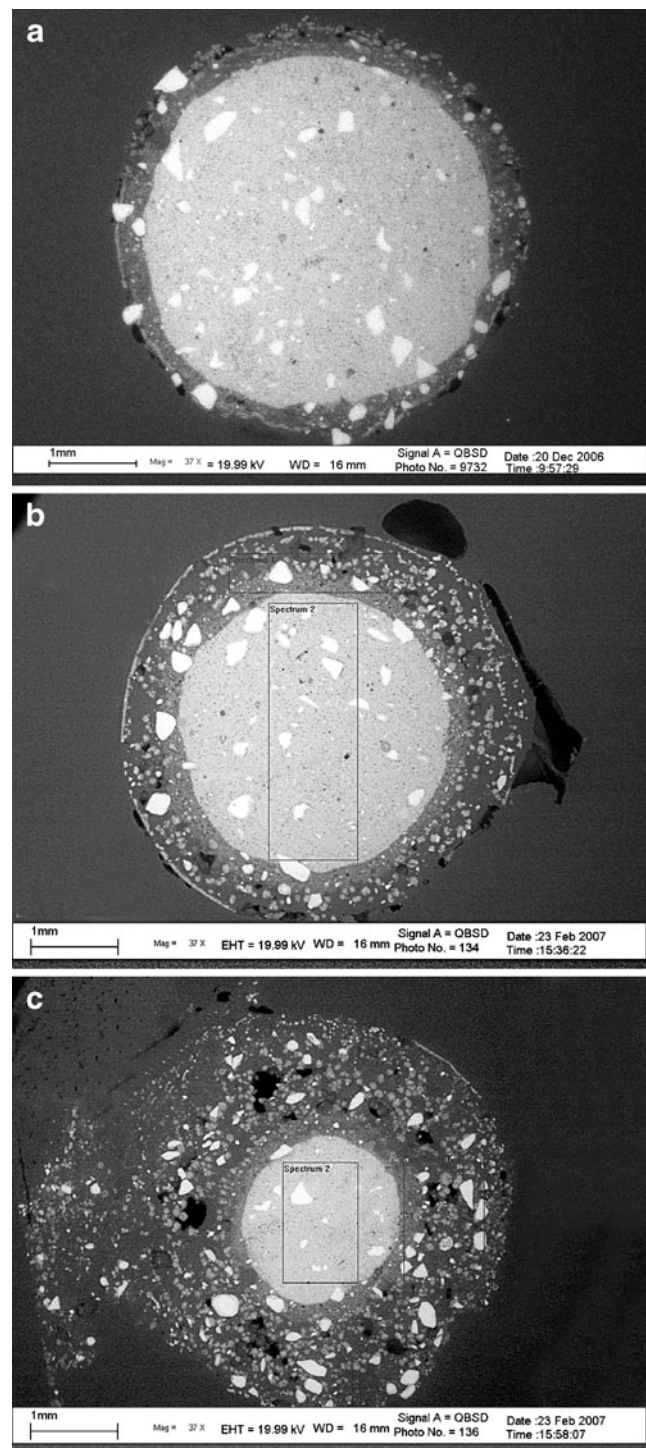 a
1mm Mag = 37 X = 19.99 kV WD = 16 mm Signal A = QBSD Date :20 Dec 2006
Photo No. = 9732 Time :9:57:29
b
Spectrum 2
1mm Mag = 37 X EHT = 19.99 kV WD = 16 mm Signal A = QBSD Date :23 Feb 2007
Photo No. = 134 Time :15:36:22
c
Spectrum 2
1mm Mag = 37 X EHT = 19.99 kV WD = 16 mm Signal A = QBSD Date :23 Feb 2007
Photo No. = 136 Time :15:58:07